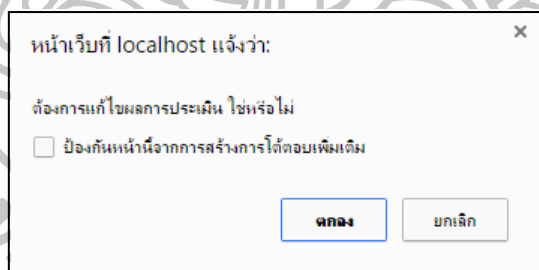 หน้าเว็บที่ localhost แจ้งว่า:
ต้องการแก้ไขผลการประเมิน ใช่หรือไม่
ป้องกันหน้านี้จากการสร้างการโต้ตอบเพิ่มเติม
ตกลง ยกเลิก